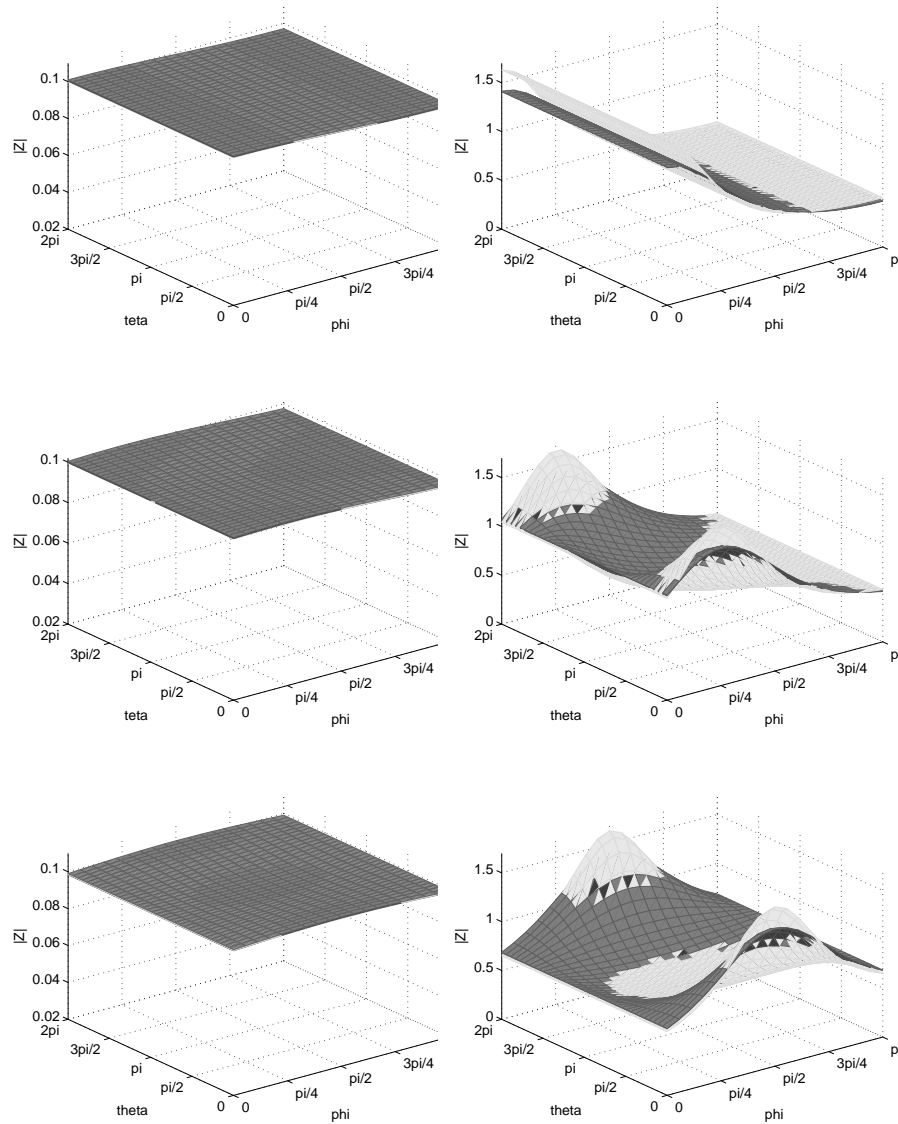 0.1
0.08
0.06
0.04
0.02
|Z|
2pi
3pi/2
pi
pi/2
0
teta
0
pi/4
pi/2
3pi/4
phi
1.5
1
0.5
0
|Z|
2pi
3pi/2
pi
pi/2
0
theta
0
pi/4
pi/2
3pi/4
p
phi
0.1
0.08
0.06
0.04
0.02
|Z|
2pi
3pi/2
pi
pi/2
0
teta
0
pi/4
pi/2
3pi/4
phi
1.5
1
0.5
0
|Z|
2pi
3pi/2
pi
pi/2
0
theta
0
pi/4
pi/2
3pi/4
p
phi
0.1
0.08
0.06
0.04
0.02
|Z|
2pi
3pi/2
pi
pi/2
0
theta
0
pi/4
pi/2
3pi/4
phi
1.5
1
0.5
0
|Z|
2pi
3pi/2
pi
pi/2
0
theta
0
pi/4
pi/2
3pi/4
p
phi